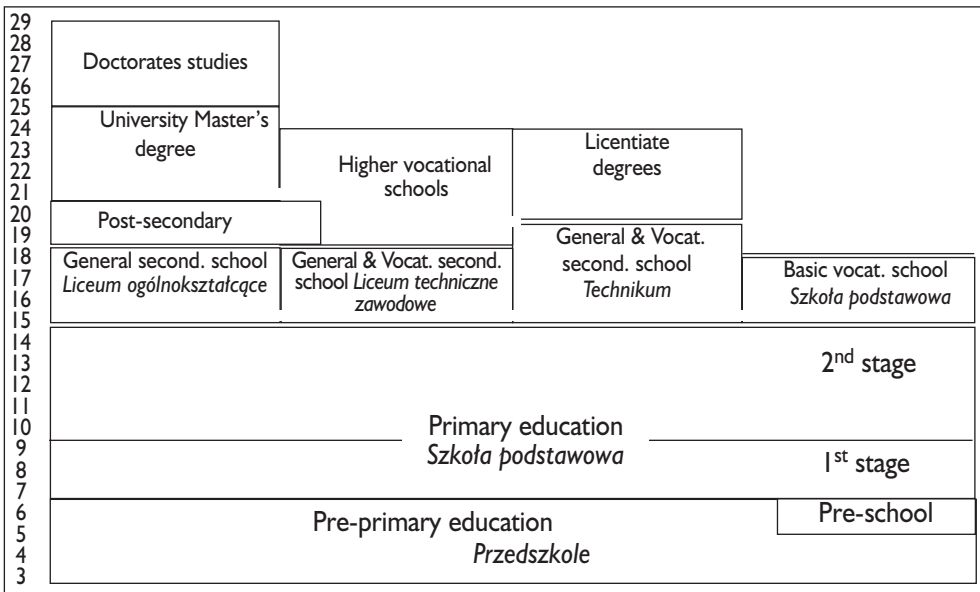 29
28
27
26
25
24
23
22
21
20
19
18
17
16
15
14
13
12
11
10
9
8
7
6
5
4
3
Doctorates studies
University Master's
degree
Higher vocational
schools
Licentiate
degrees
Post-secondary
General second. school
Liceum ogólnokształcące
General & Vocat. second.
school Liceum techniczne
zawodowe
General & Vocat.
second. school
Technikum
Basic vocat. school
Szkoła podstawowa
2nd stage
Primary education
Szkoła podstawowa
1st stage
Pre-primary education
Przedszkole
Pre-school